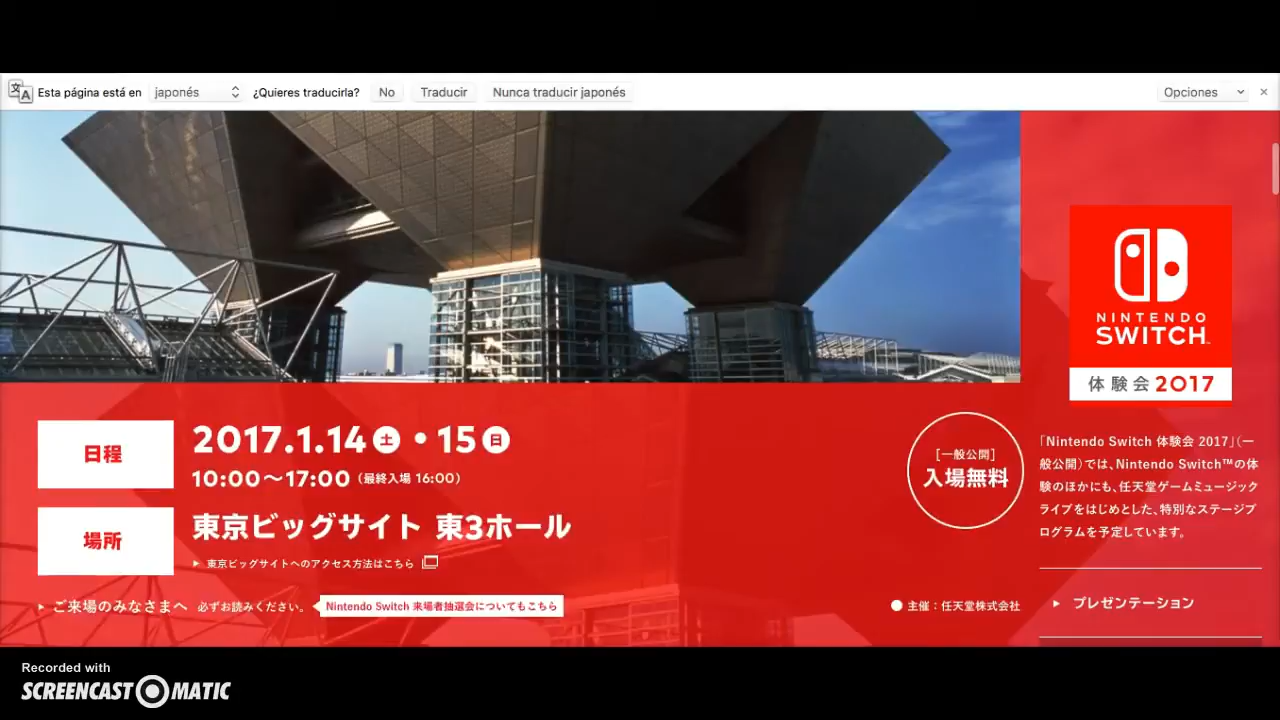 Esta página está en japonés ¿Quieres traducirla? No Traducir Nunca traducir japonés Opciones
NINTENDO
SWITCH™
体験会2017
日程
2017.1.14土・15日
10:00〜17:00（最終入場 16:00）
場所
東京ビッグサイト 東3ホール
東京ビッグサイトへのアクセス方法はこちら
ご来場のみなさまへ 必ずお読みください。 Nintendo Switch 来場者抽選会についてもこちら
［一般公開］
入場無料
主催：任天堂株式会社
「Nintendo Switch 体験会 2017」（一
般公開）では、Nintendo Switch™の体
験のほかにも、任天堂ゲームミュージック
ライブをはじめとした、特別なステージプ
ログラムを予定しています。
プレゼンテーション
Recorded with
SCREENCAST MATIC